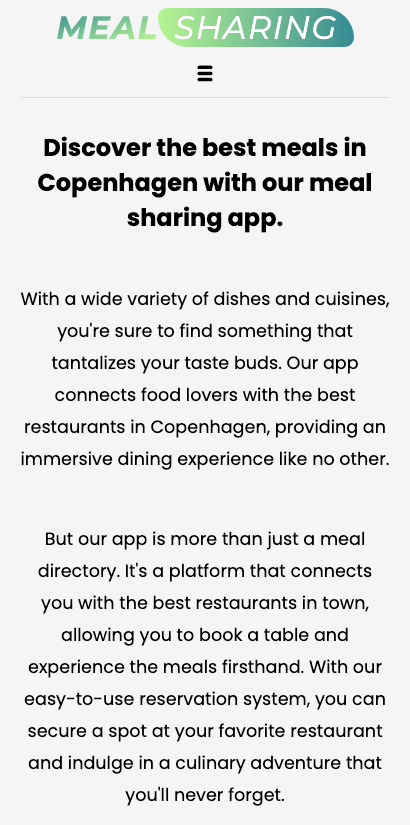 MEAL SHARING
Discover the best meals in
Copenhagen with our meal
sharing app.
With a wide variety of dishes and cuisines,
you're sure to find something that
tantalizes your taste buds. Our app
connects food lovers with the best
restaurants in Copenhagen, providing an
immersive dining experience like no other.
But our app is more than just a meal
directory. It's a platform that connects
you with the best restaurants in town,
allowing you to book a table and
experience the meals firsthand. With our
easy-to-use reservation system, you can
secure a spot at your favorite restaurant
and indulge in a culinary adventure that
you'll never forget.